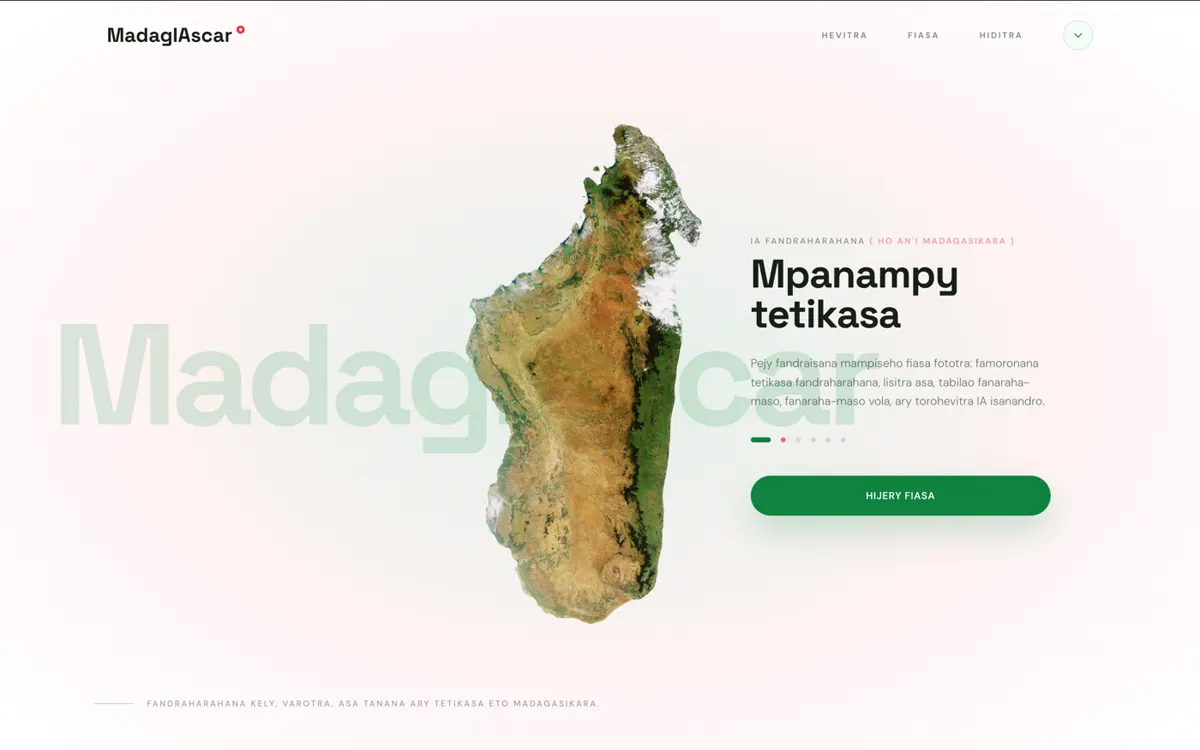 MadagIAscar
HEVITRA
FIASA
HIDITRA
Madag car
IA FANDRAHARAHANA ( HO AN'I MADAGASIKARA )
Mpanampy
tetikasa
Pejy fandraisana mampiseho fiasa fototra: famoronana
tetikasa fandraharahana, lisitra asa, tabilao fanaraha-
maso, fanaraha-maso vola, ary torohevitra IA isanandro.
HIJERY FIASA
FANDRAHARAHANA KELY, VAROTRA, ASA TANANA ARY TETIKASA ETO MADAGASIKARA.